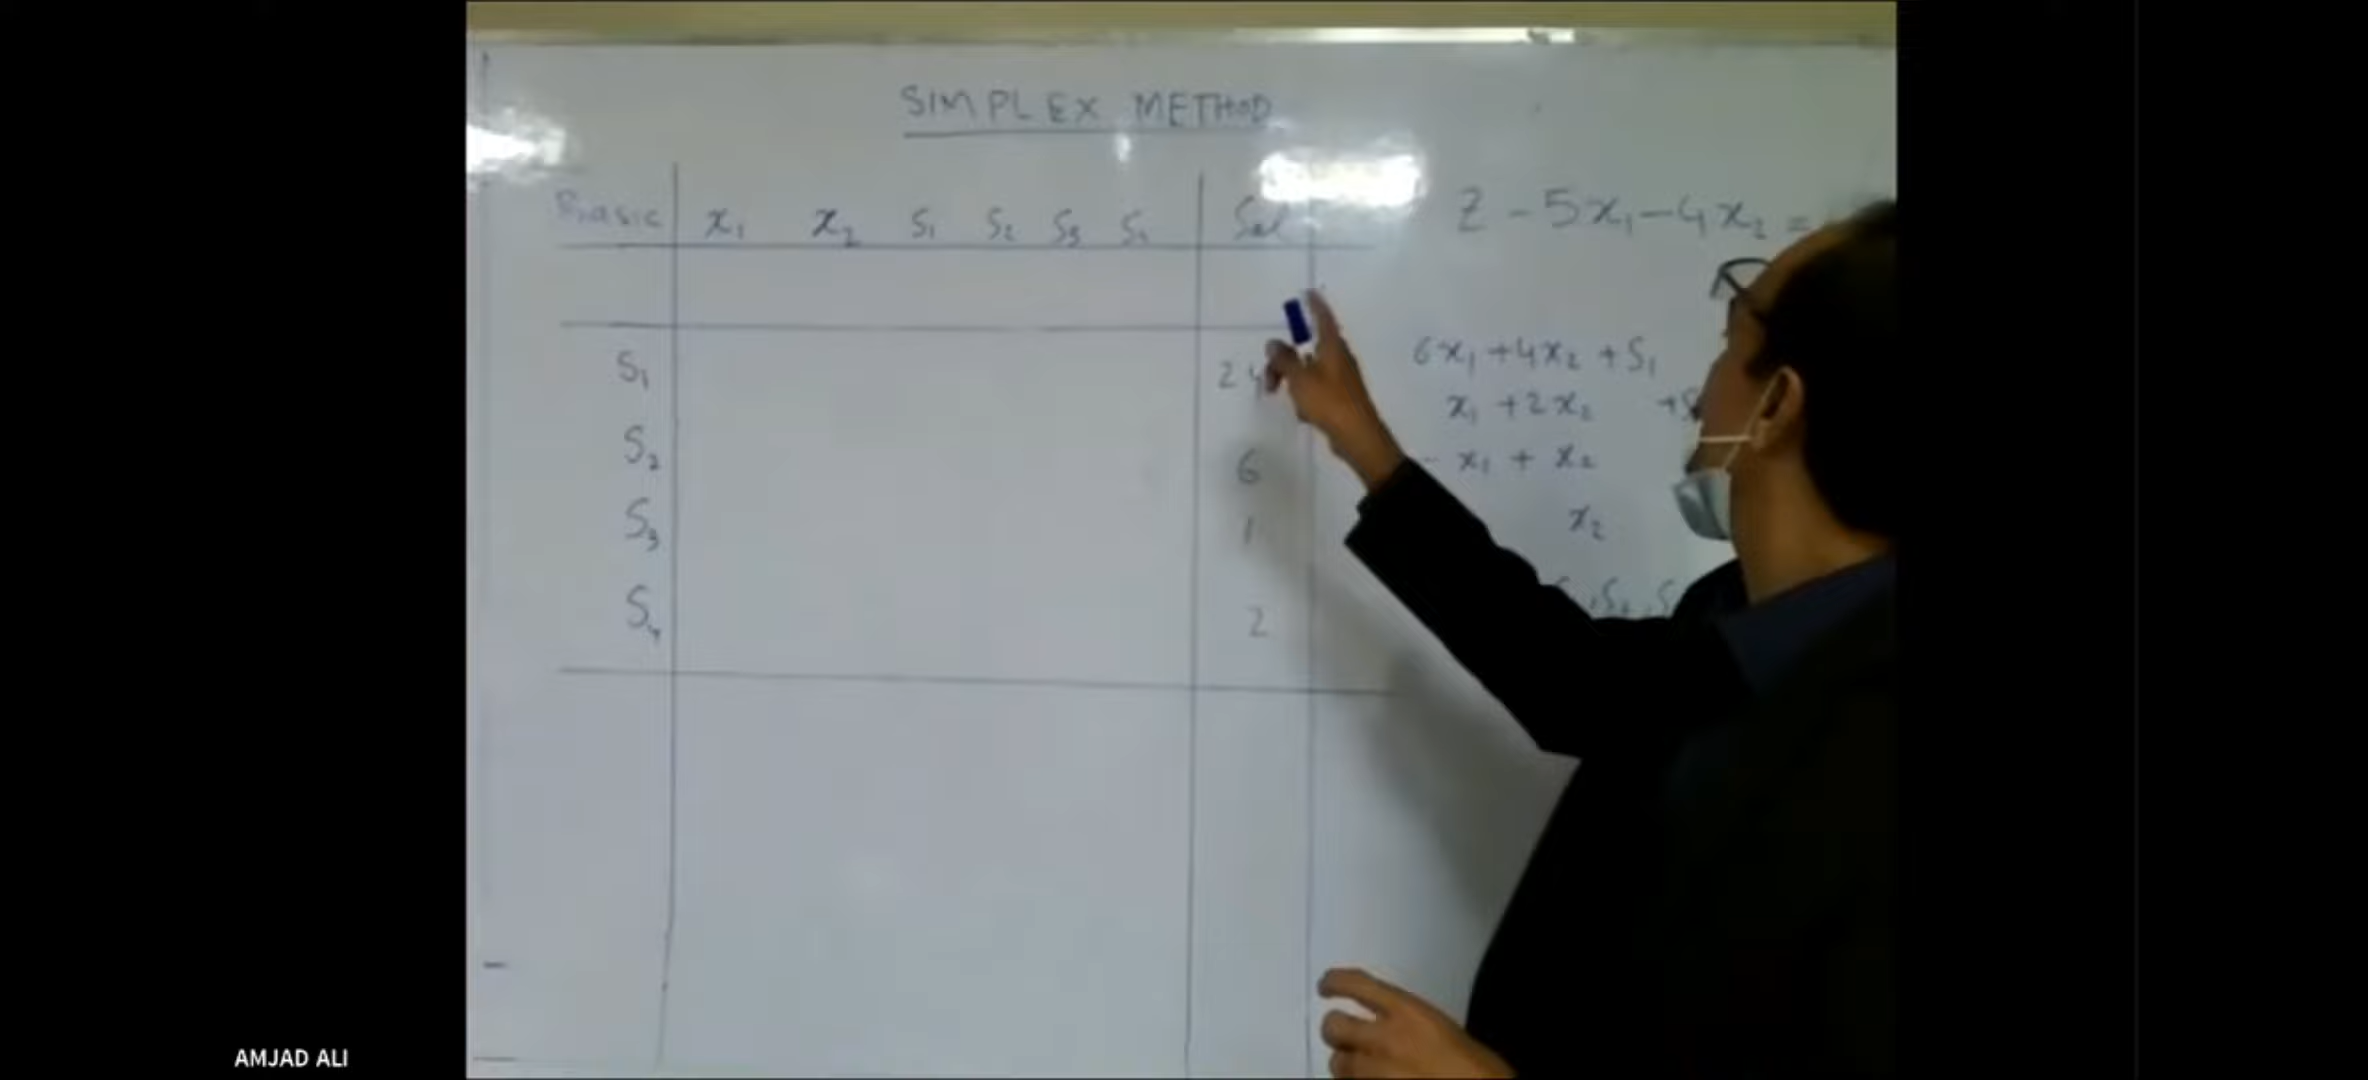 SIMPLEX METHOD
Basic x₁ x₂ S₁ S₂ S₃ S₄ Sol
S₁ 24
S₂ 6
S₃ 1
S₄ 2
Z - 5x₁ - 4x₂ =
6x₁ + 4x₂ + S₁
x₁ + 2x₂ + S
- x₁ + x₂
x₂
, S₂, S
AMJAD ALI